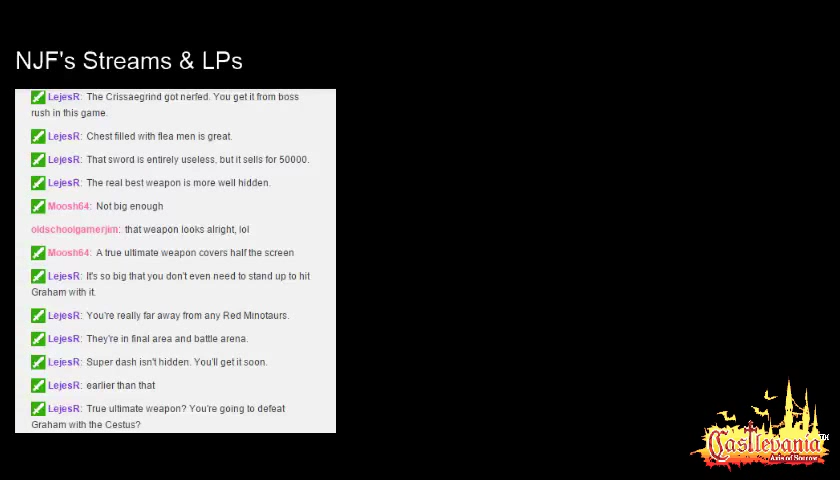 NJF's Streams & LPs
LejesR: The Crissaegrind got nerfed. You get it from boss
rush in this game.
LejesR: Chest filled with flea men is great.
LejesR: That sword is entirely useless, but it sells for 50000.
LejesR: The real best weapon is more well hidden.
Moosh64: Not big enough
oldschoolgamerjim: that weapon looks alright, lol
Moosh64: A true ultimate weapon covers half the screen
LejesR: It's so big that you don't even need to stand up to hit
Graham with it.
LejesR: You're really far away from any Red Minotaurs.
LejesR: They're in final area and battle arena.
LejesR: Super dash isn't hidden. You'll get it soon.
LejesR: earlier than that
LejesR: True ultimate weapon? You're going to defeat
Graham with the Cestus?
Castlevania TM
Aria of Sorrow